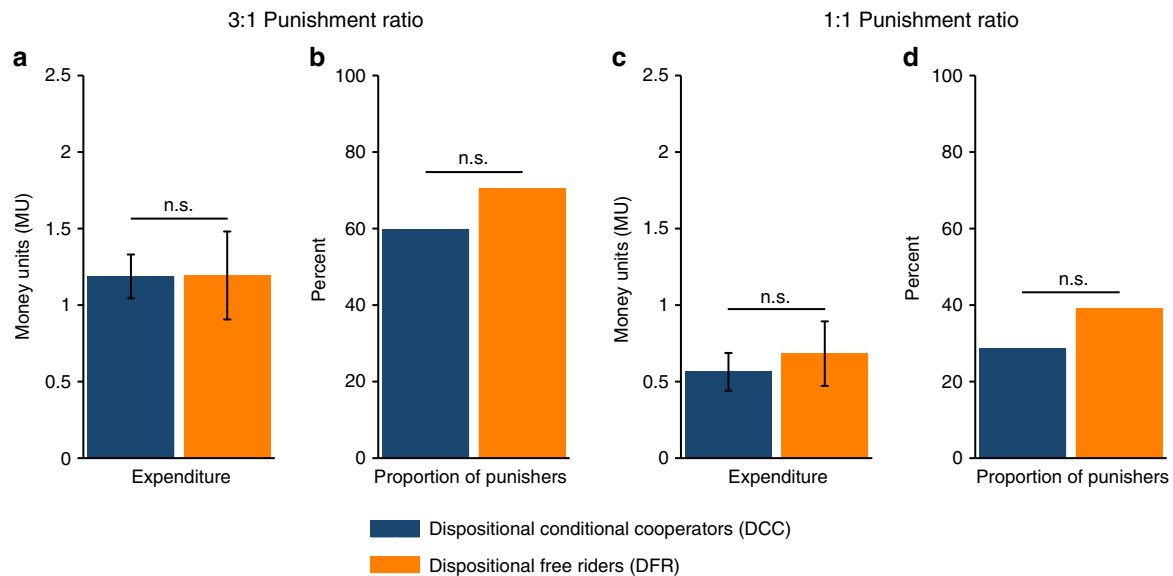 3:1 Punishment ratio
1:1 Punishment ratio
a
b
c
d
2.5
2
1.5
1
0.5
0
Money units (MU)
n.s.
Expenditure
100
80
60
40
20
0
Percent
n.s.
Proportion of punishers
2.5
2
1.5
1
0.5
0
Money units (MU)
n.s.
Expenditure
100
80
60
40
20
0
Percent
n.s.
Proportion of punishers
Dispositional conditional cooperators (DCC)
Dispositional free riders (DFR)